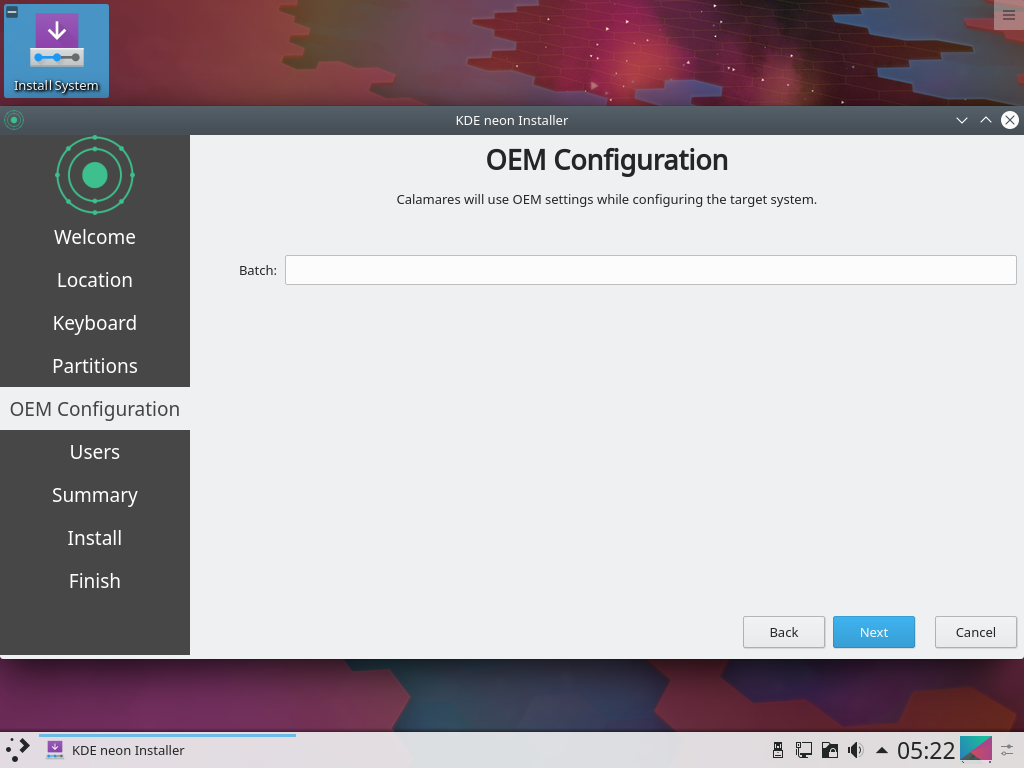 Install System
KDE neon Installer
OEM Configuration
Calamares will use OEM settings while configuring the target system.
Batch:
Welcome
Location
Keyboard
Partitions
OEM Configuration
Users
Summary
Install
Finish
Back
Next
Cancel
KDE neon Installer
05:22